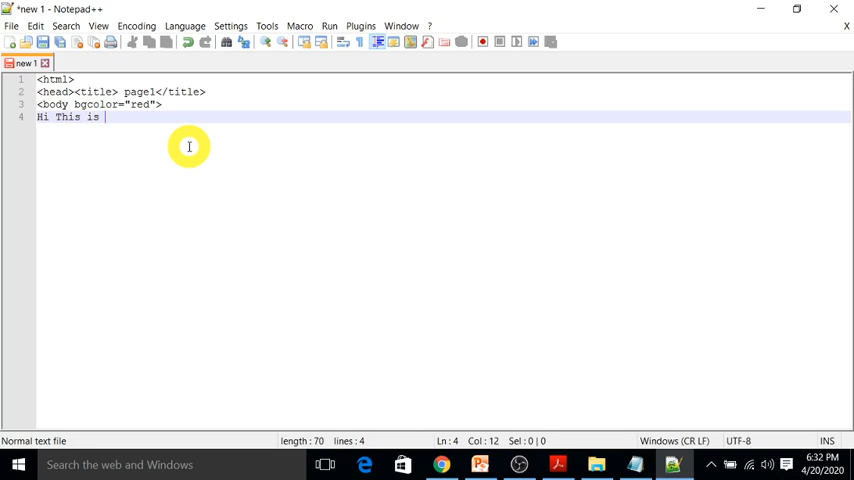 *new 1 - Notepad++
File Edit Search View Encoding Language Settings Tools Macro Run Plugins Window ?
X
new 1
1 <html>
2 <head><title> page1</title>
3 <body bgcolor="red">
4 Hi This is
Normal text file length : 70 lines : 4 Ln : 4 Col : 12 Sel : 0 | 0 Windows (CR LF) UTF-8 INS
Search the web and Windows
6:32 PM
4/20/2020